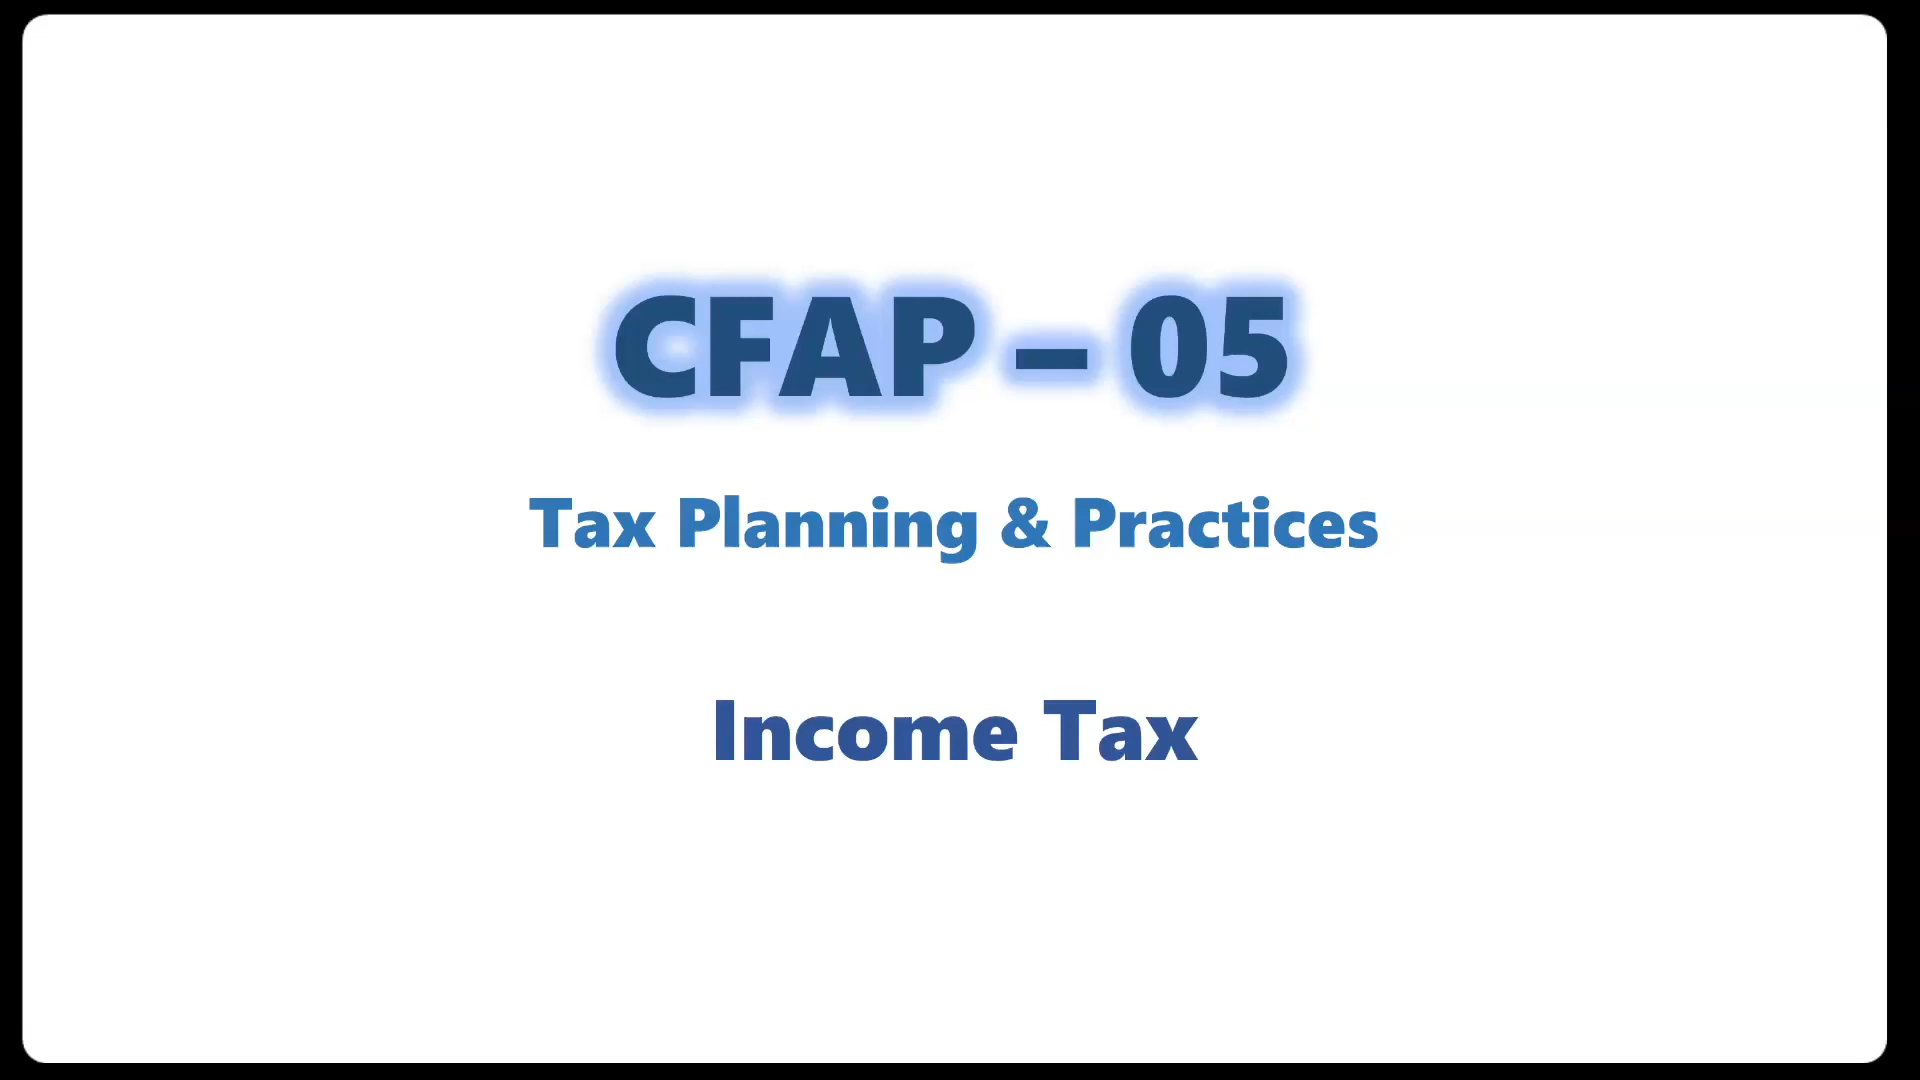 CFAP – 05
Tax Planning & Practices
Income Tax